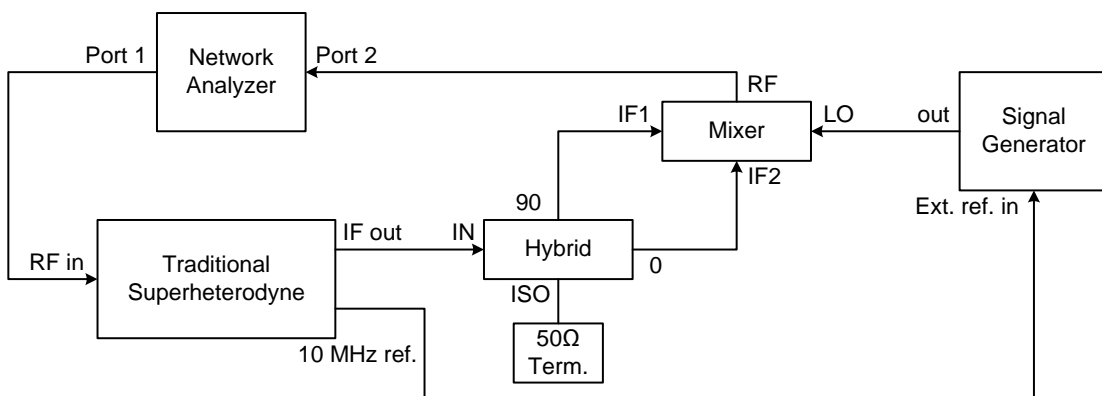 Port 1
Network
Analyzer
Port 2
RF
IF1
Mixer
LO
out
Signal
Generator
IF2
90
Ext. ref. in
RF in
Traditional
Superheterodyne
IF out
IN
Hybrid
0
ISO
10 MHz ref.
50Ω
Term.